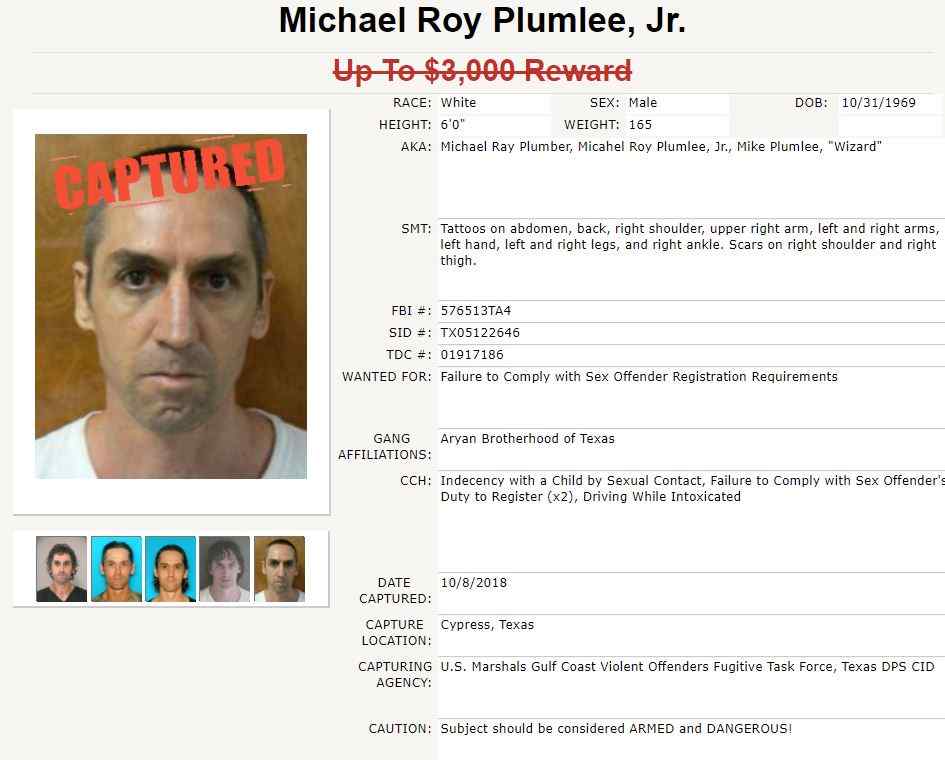 Michael Roy Plumlee, Jr.
Up To $3,000 Reward
CAPTURED
RACE: White SEX: Male DOB: 10/31/1969
HEIGHT: 6'0" WEIGHT: 165
AKA: Michael Ray Plumber, Micahel Roy Plumlee, Jr., Mike Plumlee, "Wizard"
SMT: Tattoos on abdomen, back, right shoulder, upper right arm, left and right arms,
left hand, left and right legs, and right ankle. Scars on right shoulder and right
thigh.
FBI #: 576513TA4
SID #: TX05122646
TDC #: 01917186
WANTED FOR: Failure to Comply with Sex Offender Registration Requirements
GANG
AFFILIATIONS: Aryan Brotherhood of Texas
CCH: Indecency with a Child by Sexual Contact, Failure to Comply with Sex Offender's
Duty to Register (x2), Driving While Intoxicated
DATE
CAPTURED: 10/8/2018
CAPTURE
LOCATION: Cypress, Texas
CAPTURING
AGENCY: U.S. Marshals Gulf Coast Violent Offenders Fugitive Task Force, Texas DPS CID
CAUTION: Subject should be considered ARMED and DANGEROUS!